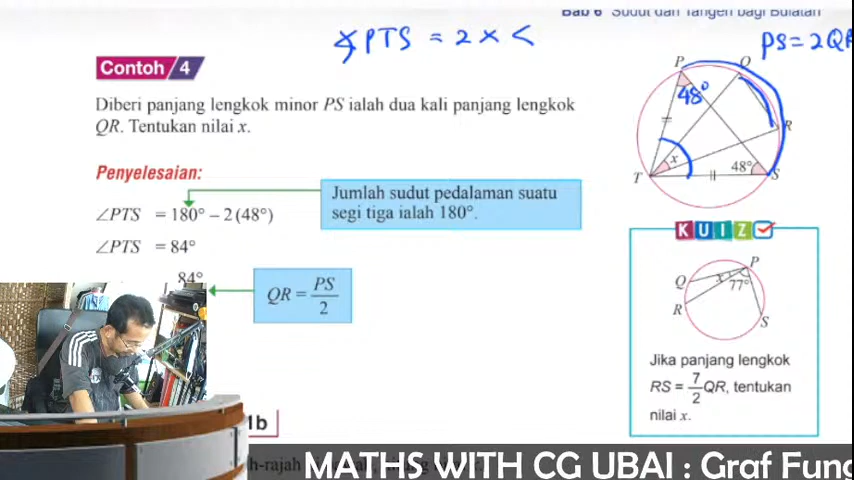 Bab 6 Sudut dan Tangen bagi Bulatan
∡PTS = 2 × <
PS = 2QR
Contoh 4
Diberi panjang lengkok minor PS ialah dua kali panjang lengkok
QR. Tentukan nilai x.
Penyelesaian:
∠PTS = 180° – 2(48°)
Jumlah sudut pedalaman suatu
segi tiga ialah 180°.
∠PTS = 84°
84°
QR = PS/2
P
Q
R
S
T
48°
x
48°
KUIZ
P
Q
R
S
x
77°
Jika panjang lengkok
RS = 7/2 QR, tentukan
nilai x.
1b
MATHS WITH CG UBAI : Graf Fung